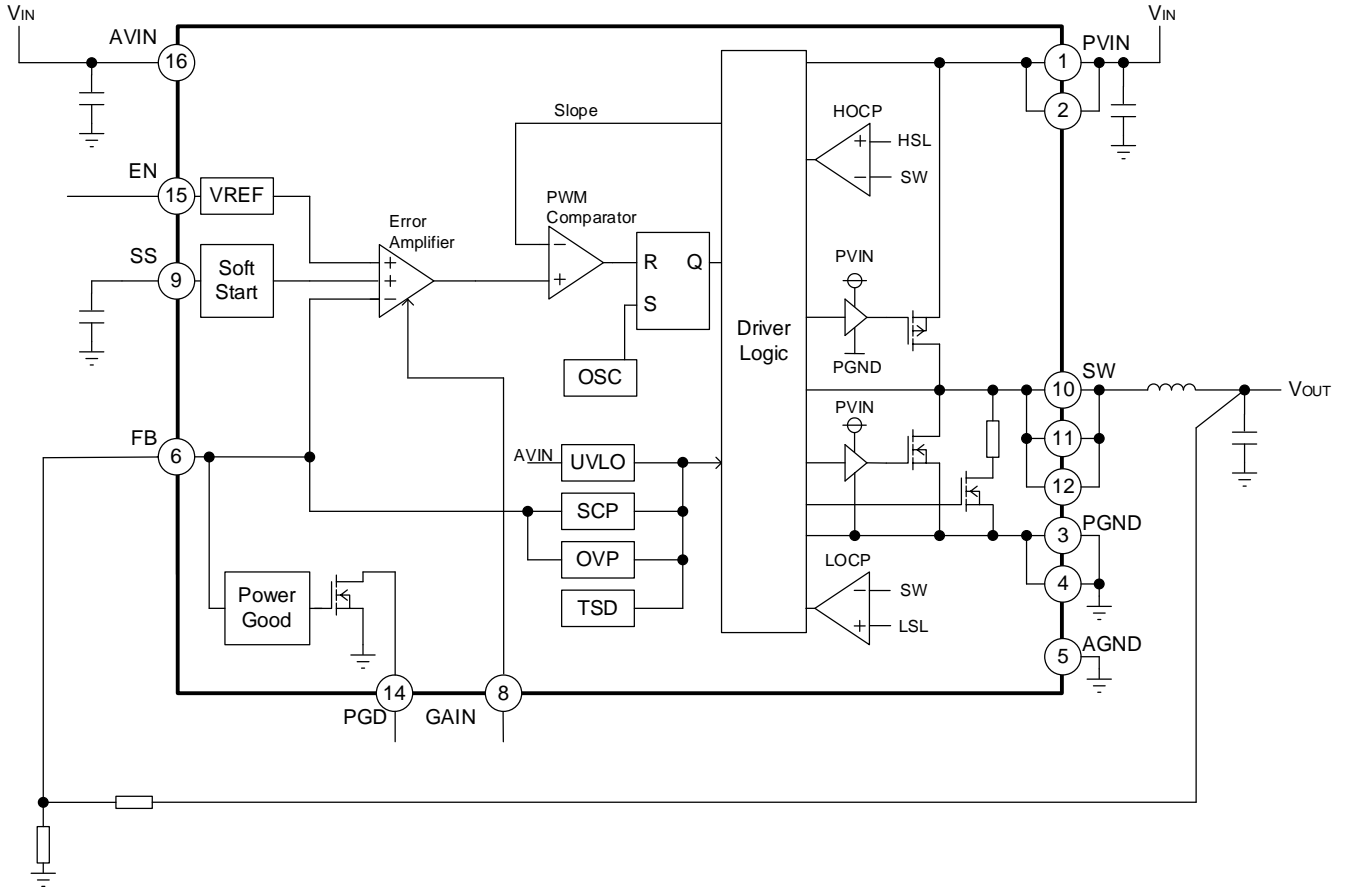 VIN
AVIN
16
VIN
PVIN
1
2
Slope
HOCP
+
HSL
−
SW
EN
15
VREF
SS
9
Soft
Start
Error
Amplifier
+
+
−
PWM
Comparator
−
+
R
Q
S
OSC
Driver
Logic
PVIN
PGND
SW
10
11
12
VOUT
PVIN
FB
6
AVIN
UVLO
SCP
OVP
TSD
PGND
3
4
LOCP
−
SW
+
LSL
Power
Good
AGND
5
14
PGD
8
GAIN